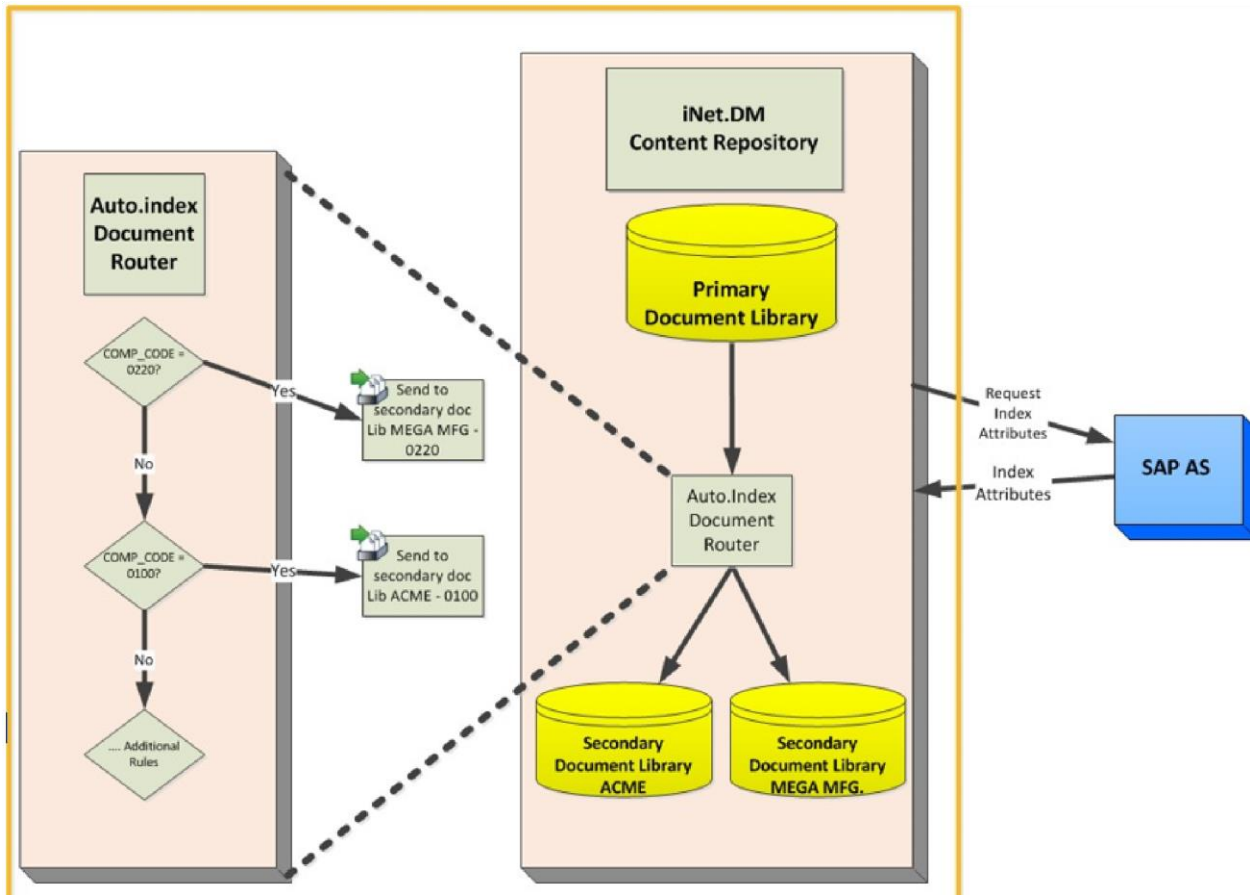 Auto.index
Document
Router
COMP_CODE =
0220?
Yes
Send to
secondary doc
Lib MEGA MFG -
0220
No
COMP_CODE =
0100?
Yes
Send to
secondary doc
Lib ACME - 0100
No
.... Additional
Rules
iNet.DM
Content Repository
Primary
Document Library
Auto.Index
Document
Router
Secondary
Document Library
ACME
Secondary
Document Library
MEGA MFG.
Request
Index
Attributes
Index
Attributes
SAP AS